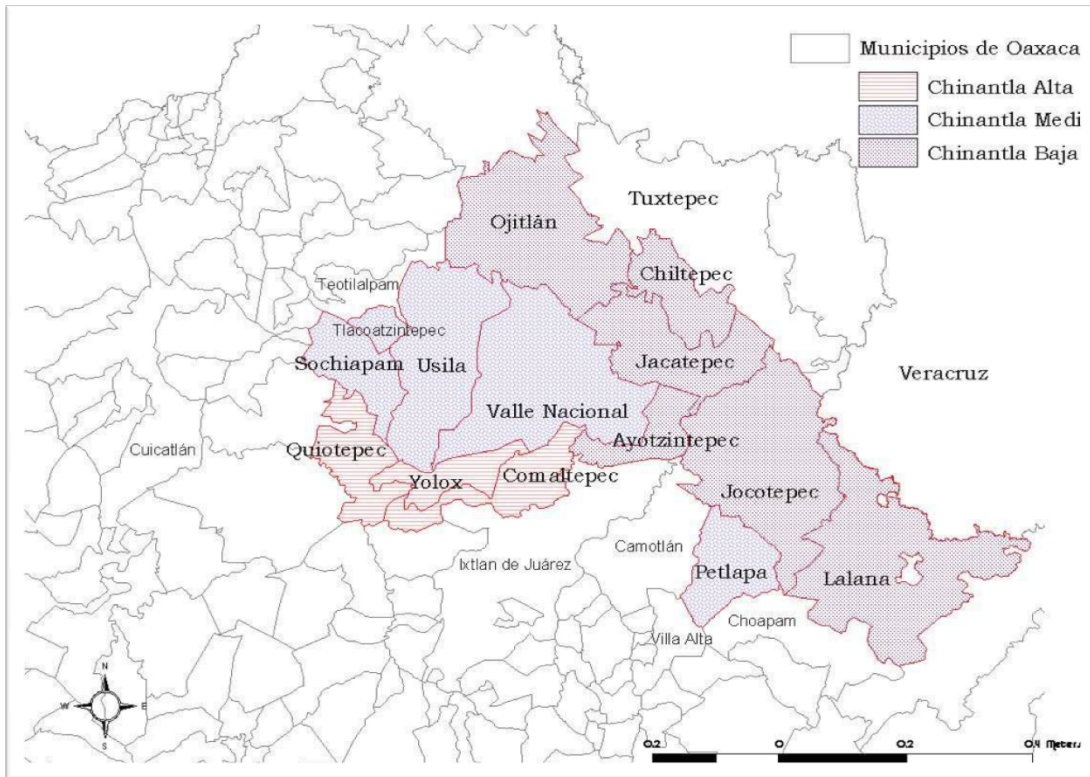 Municipios de Oaxaca
Chinantla Alta
Chinantla Medi
Chinantla Baja
Tuxtepec
Ojitlán
Chiltepec
Teotilalpam
Tlacoatzintepec
Sochiapam
Usila
Jacatepec
Veracruz
Valle Nacional
Ayotzintepec
Cuicatlán
Quiotepec
Yolox
Comaltepec
Jocotepec
Camotlán
Ixtlan de Juárez
Petlapa
Lalana
Choapam
Villa Alta
N
W E
S
0.2 0 0.2 0.4 Meters